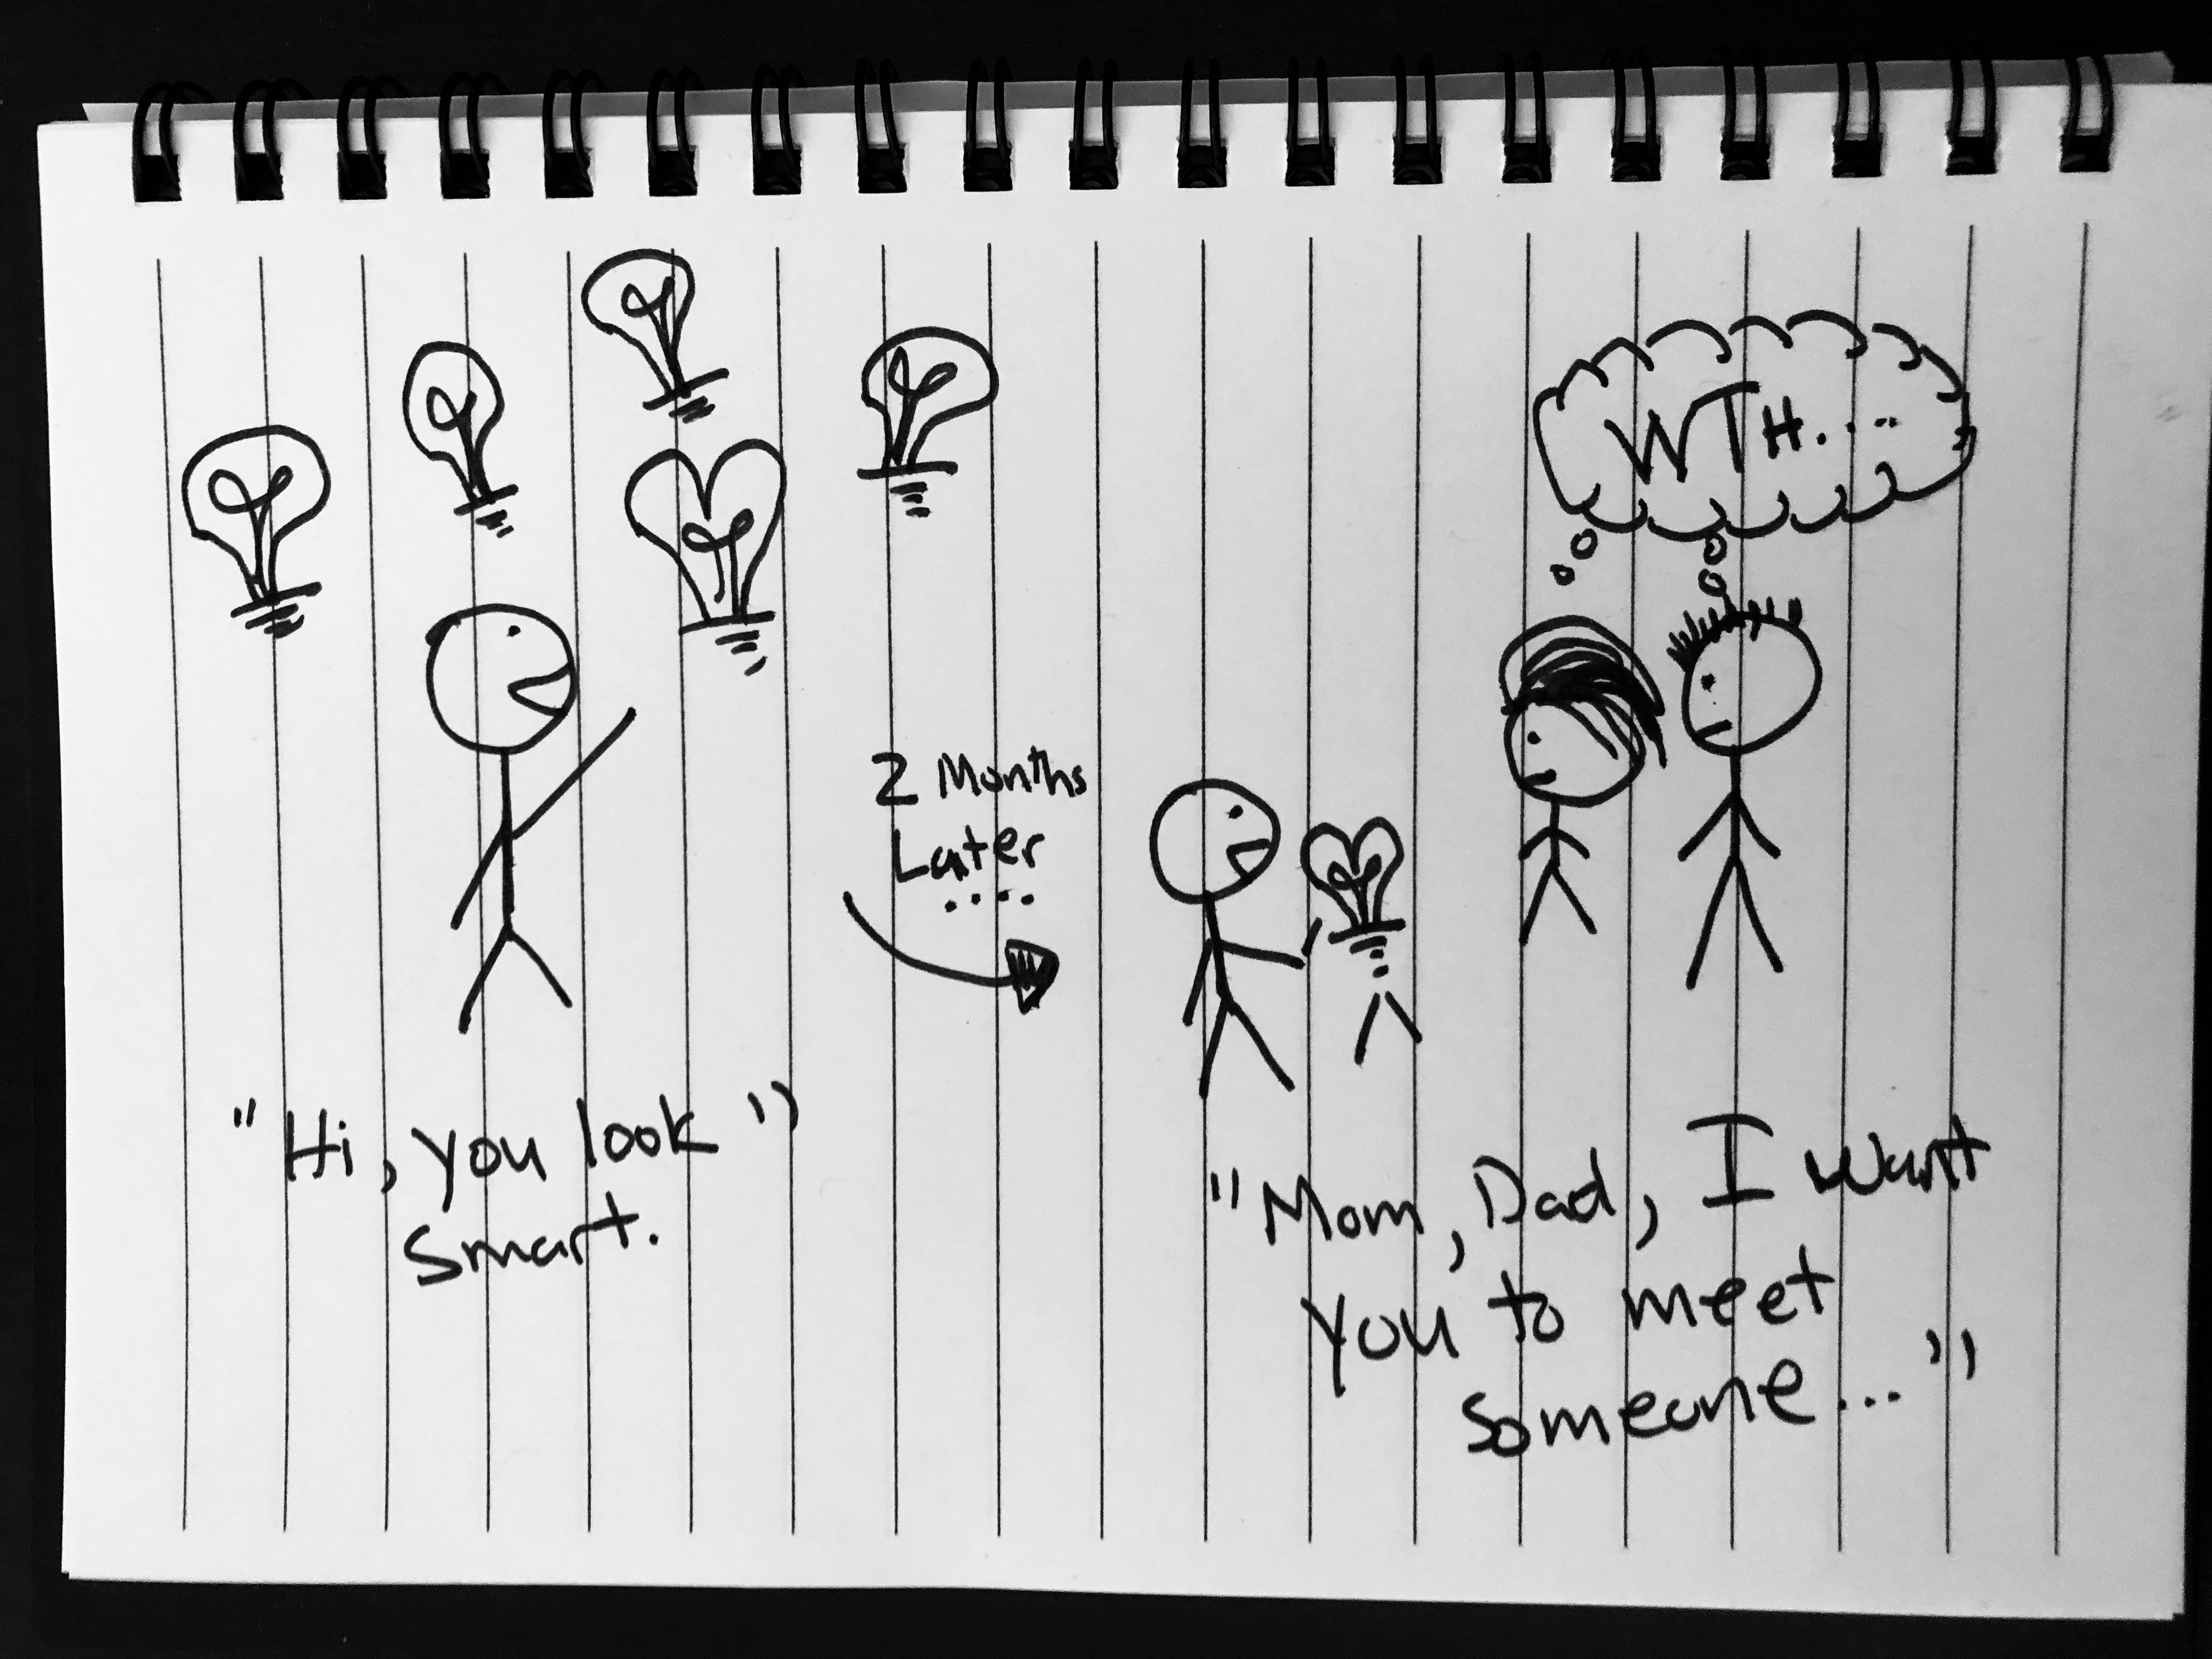 WTH...
2 Months
Later
....
"Hi, you look"
Smart.
"Mom, Dad, I want
you to meet
someone..."